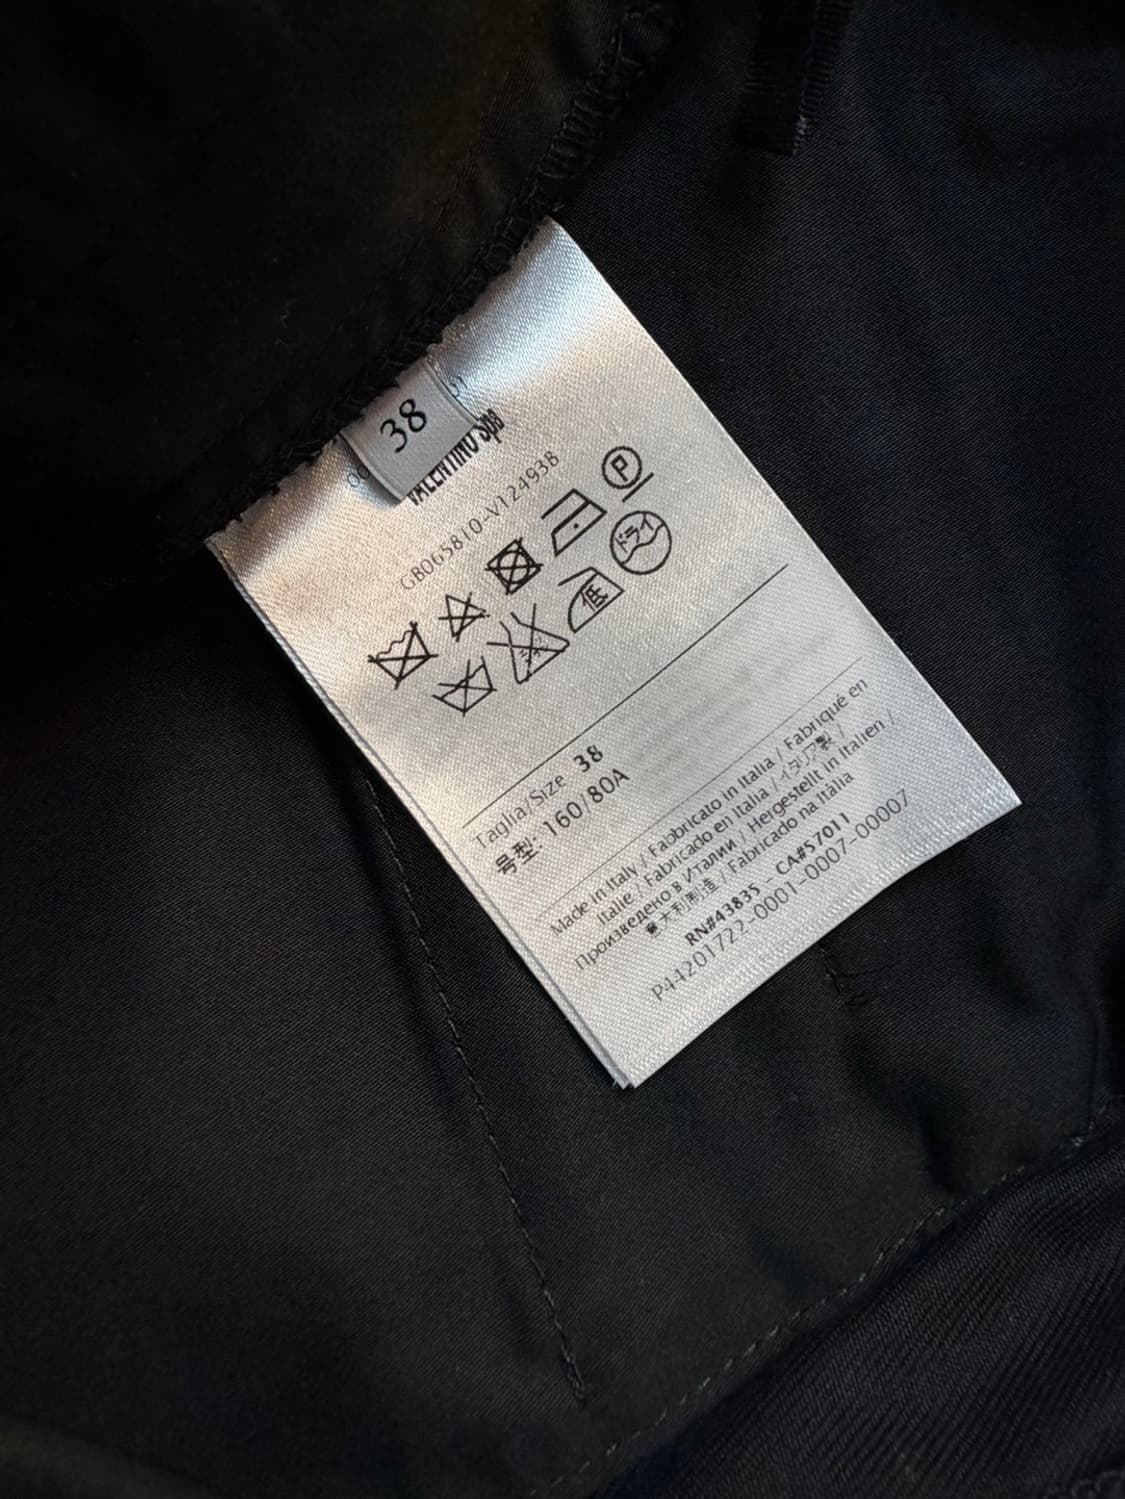 38
VALENTINO Spa
GB065810-V12493B
P
ドライ
低
Taglia/Size 38
号型: 160/80A
Made in Italy / Fabbricato in Italia / Fabriqué en
Italie / Fabricado en Italia / イタリア製 /
Произведено в Италии / Hergestellt in Italien /
意大利制造 / Fabricado na Itália
RN#43835 - CA#57011
P44201722-0001-0007-00007